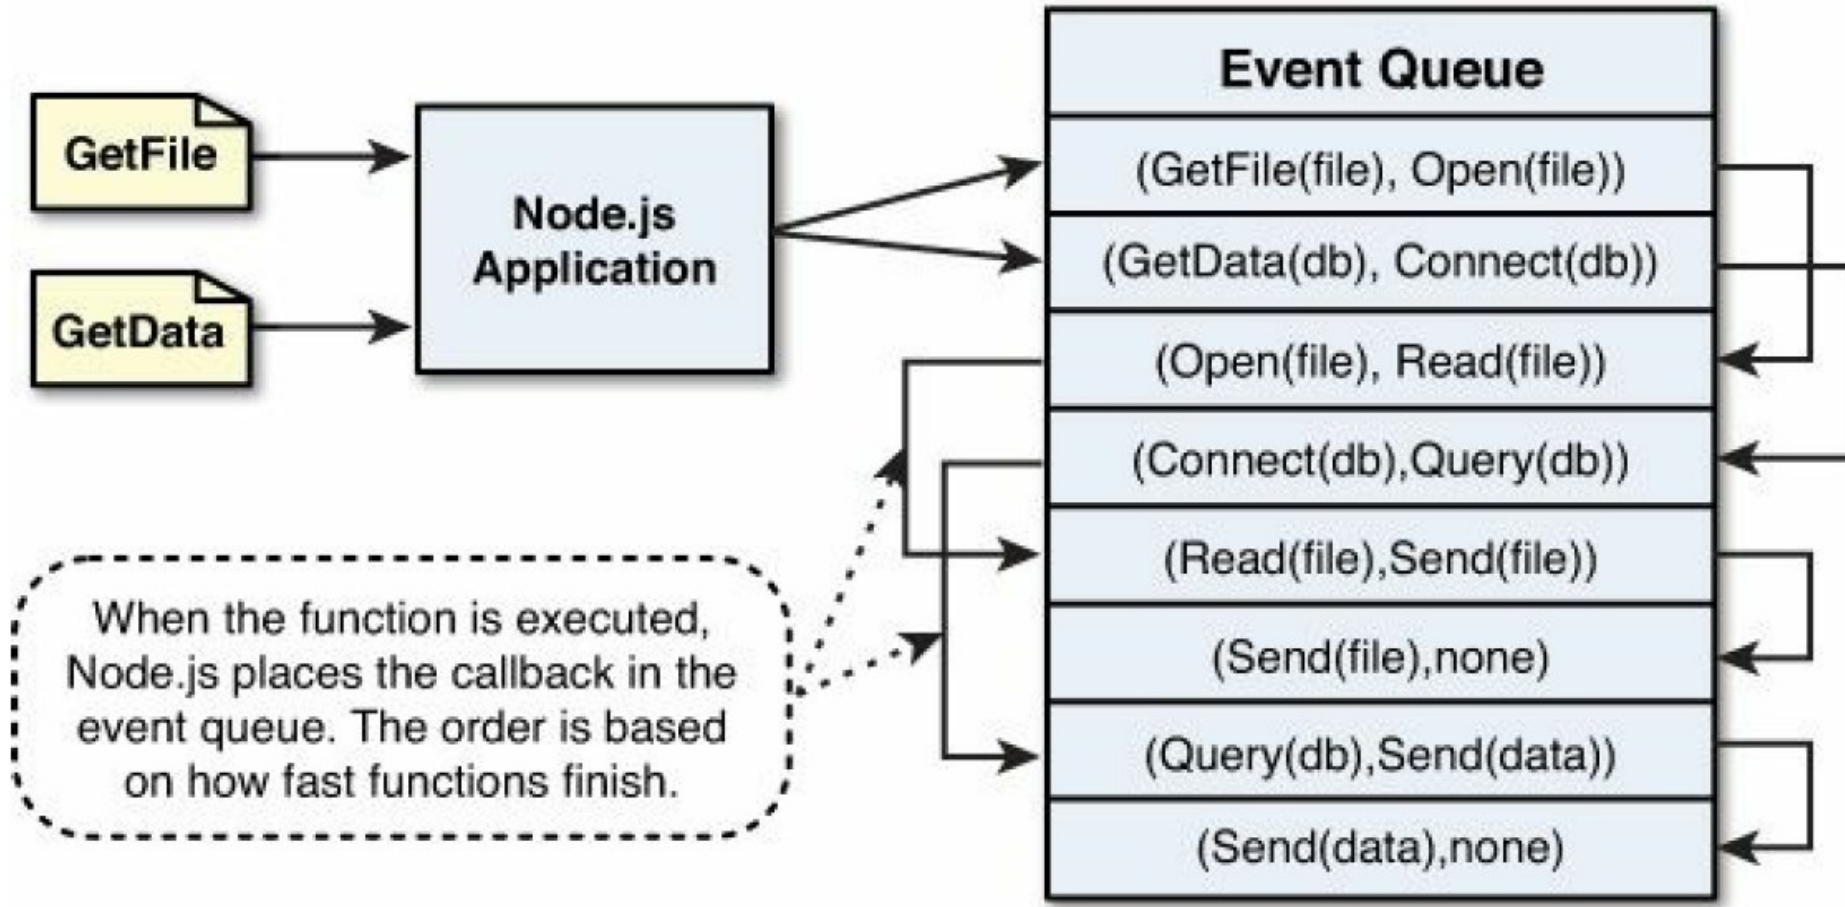 GetFile
GetData
Node.js
Application
Event Queue
(GetFile(file), Open(file))
(GetData(db), Connect(db))
(Open(file), Read(file))
(Connect(db),Query(db))
(Read(file),Send(file))
(Send(file),none)
(Query(db),Send(data))
(Send(data),none)
When the function is executed,
Node.js places the callback in the
event queue. The order is based
on how fast functions finish.